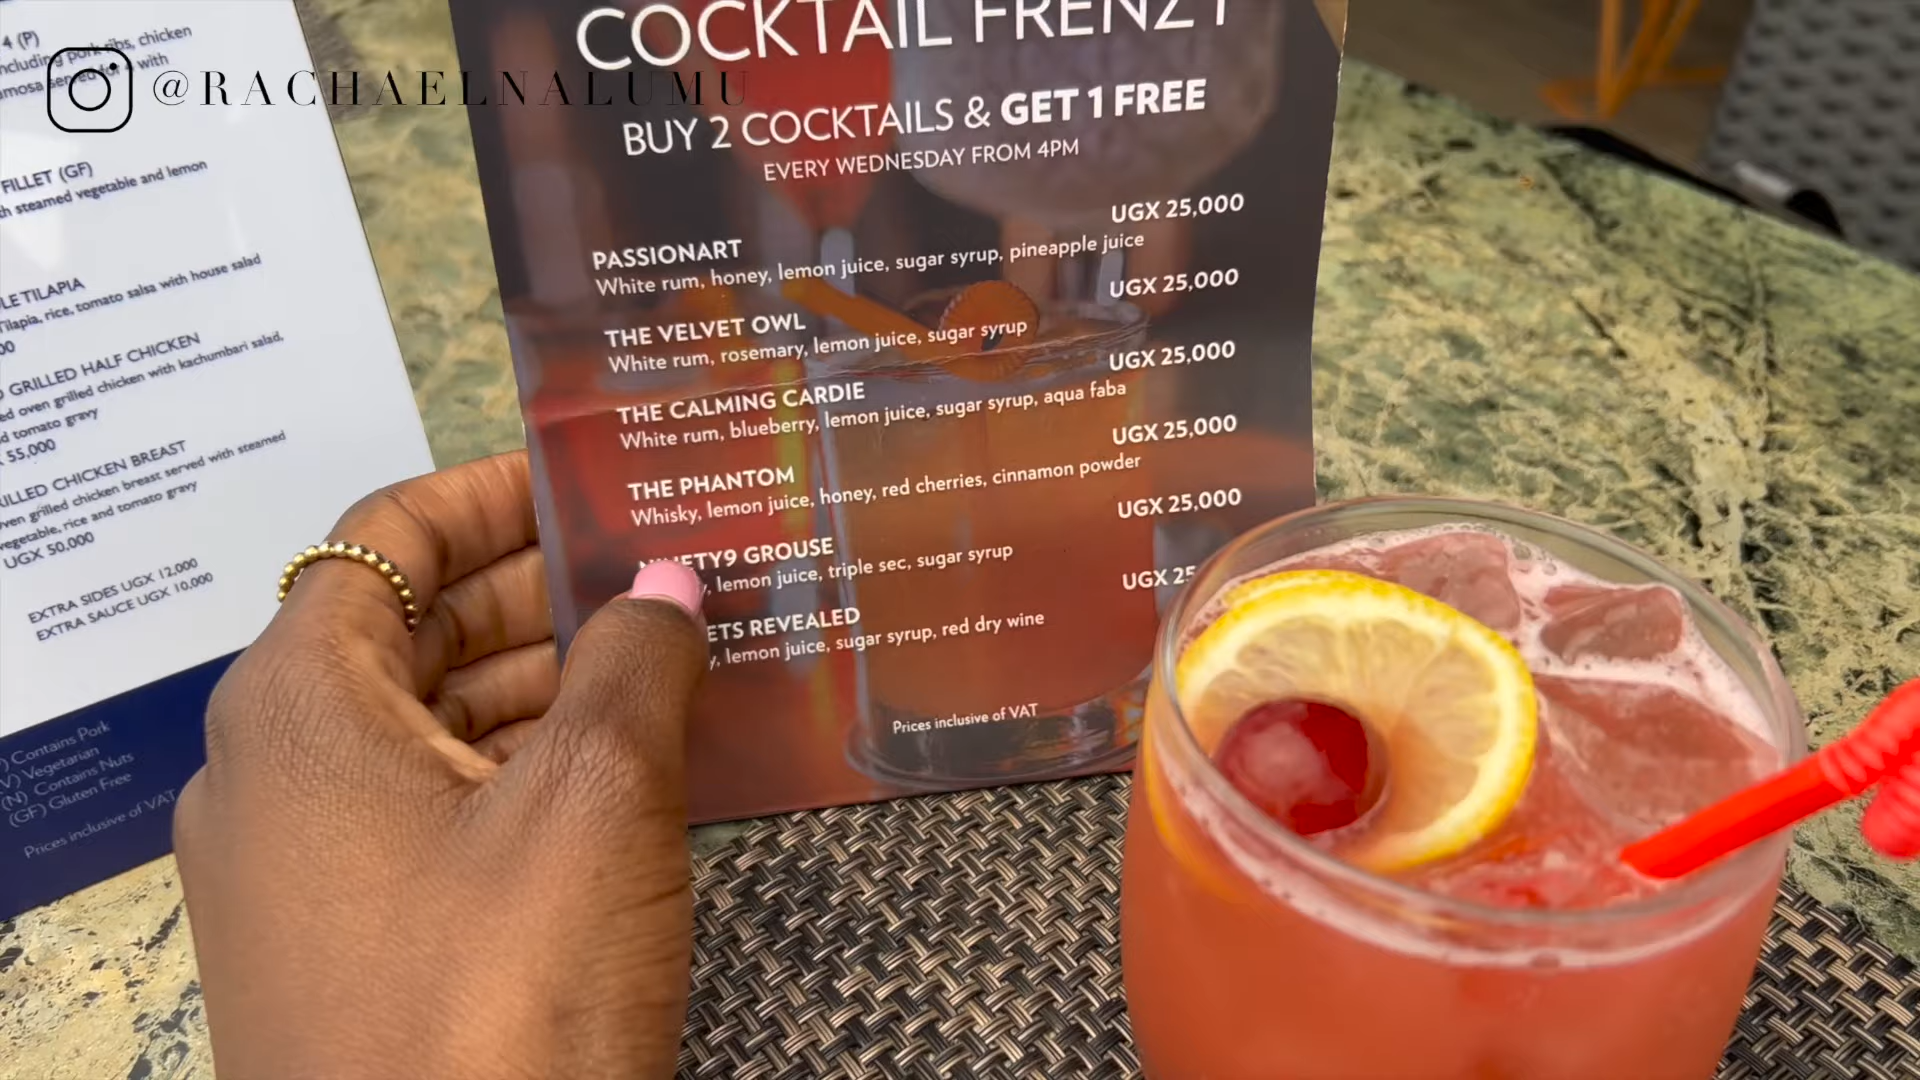 @RACHAELNALUMU
4 (P)
ribs, chicken
with
FILLET (GF)
steamed vegetable and lemon
TILAPIA
Tilapia, rice, tomato salsa with house salad
GRILLED HALF CHICKEN
oven grilled chicken with kachumbari salad,
tomato gravy
55,000
CHICKEN BREAST
grilled chicken breast served with steamed
vegetable, rice and tomato gravy
UGX 50,000
EXTRA SIDES UGX 12,000
EXTRA SAUCE UGX 10,000
Contains Pork
Vegetarian
(N) Contains Nuts
(GF) Gluten Free
Prices inclusive of VAT
COCKTAIL FRENZY
BUY 2 COCKTAILS & GET 1 FREE
EVERY WEDNESDAY FROM 4PM
UGX 25,000
PASSIONART
White rum, honey, lemon juice, sugar syrup, pineapple juice
UGX 25,000
THE VELVET OWL
White rum, rosemary, lemon juice, sugar syrup
UGX 25,000
THE CALMING CARDIE
White rum, blueberry, lemon juice, sugar syrup, aqua faba
UGX 25,000
THE PHANTOM
Whisky, lemon juice, honey, red cherries, cinnamon powder
UGX 25,000
GROUSE
, lemon juice, triple sec, sugar syrup
UGX 25
REVEALED
, lemon juice, sugar syrup, red dry wine
Prices inclusive of VAT